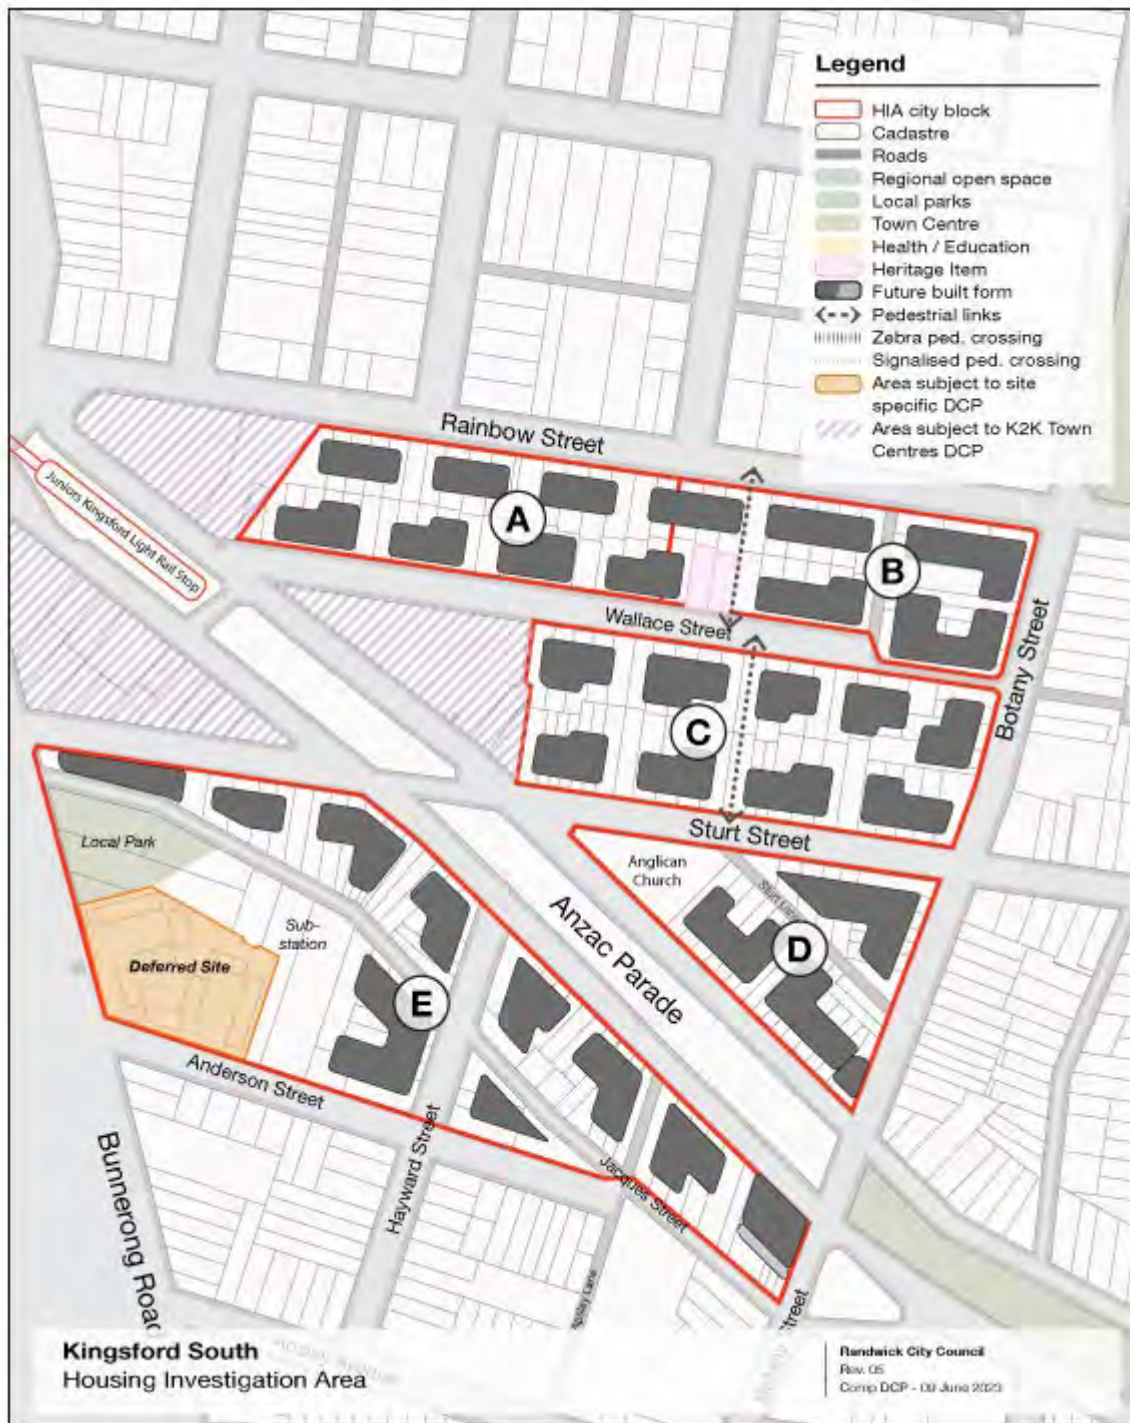 Legend
HIA city block
Cadastre
Roads
Regional open space
Local parks
Town Centre
Health / Education
Heritage Item
Future built form
Pedestrial links
Zebra ped. crossing
Signalised ped. crossing
Area subject to site
specific DCP
Area subject to K2K Town
Centres DCP
Rainbow Street
Juniors Kingsford Light Rail Stop
A
B
Wallace Street
Botany Street
C
Sturt Street
Local Park
Anglican
Church
Sturt Lane
Sub-
station
Anzac Parade
D
Deferred Site
E
Anderson Street
Hayward Street
Jacques Street
Bunnerong Road
Street
Kingsford South
Housing Investigation Area
Randwick City Council
Rev. 05
Comp DCP - 09 June 2023